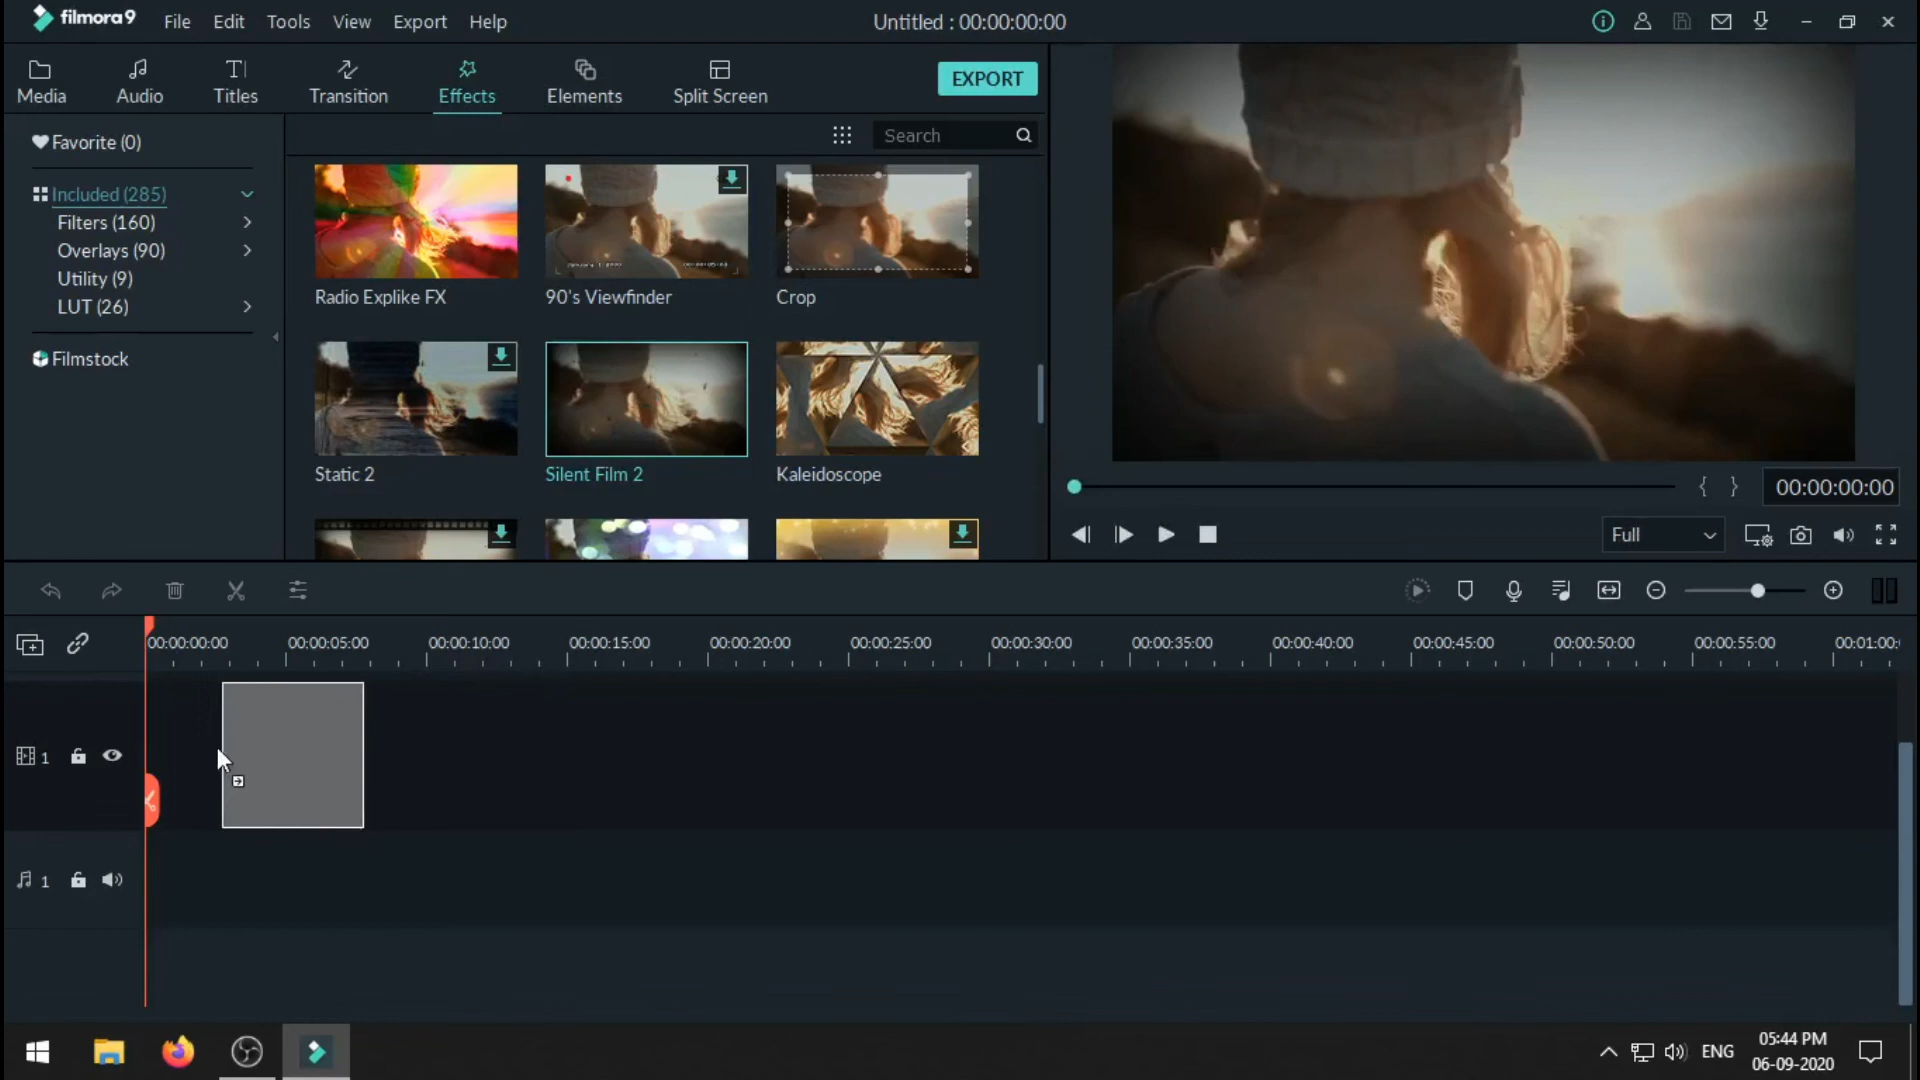 filmora9 File Edit Tools View Export Help Untitled : 00:00:00:00
Media Audio Titles Transition Effects Elements Split Screen EXPORT
Favorite (0)
Search
Included (285)
Filters (160)
Overlays (90)
Utility (9)
LUT (26)
Filmstock
Radio Explike FX 90's Viewfinder Crop
Static 2 Silent Film 2 Kaleidoscope
{ } 00:00:00:00
Full
00:00:00:00 00:00:05:00 00:00:10:00 00:00:15:00 00:00:20:00 00:00:25:00 00:00:30:00 00:00:35:00 00:00:40:00 00:00:45:00 00:00:50:00 00:00:55:00 00:01:00:
1
1
ENG
05:44 PM
06-09-2020